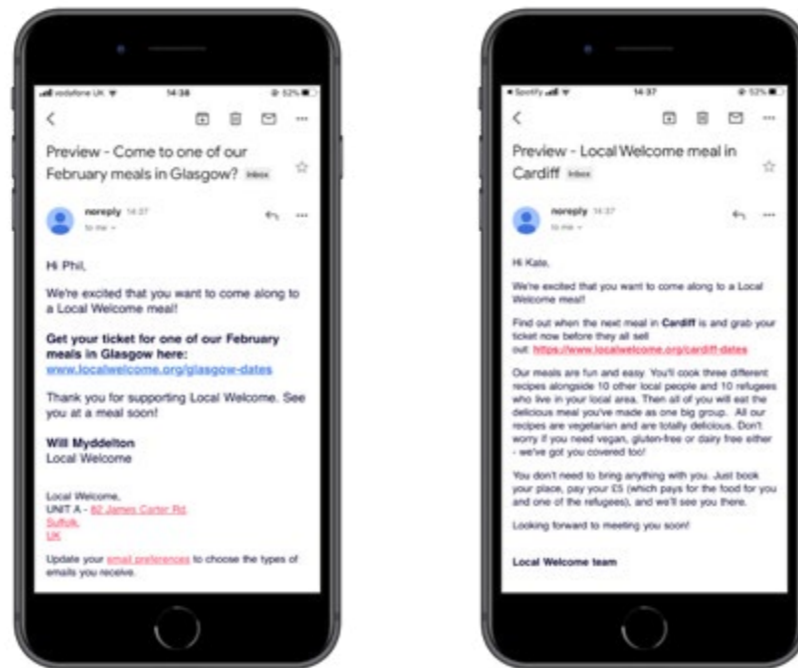 vodafone UK 14:38 52%
Preview - Come to one of our
February meals in Glasgow? Inbox
noreply 14:37
to me
Hi Phil,
We're excited that you want to come along to
a Local Welcome meal!
Get your ticket for one of our February
meals in Glasgow here:
www.localwelcome.org/glasgow-dates
Thank you for supporting Local Welcome. See
you at a meal soon!
Will Myddelton
Local Welcome
Local Welcome,
UNIT A - 62 James Carter Rd,
Suffolk,
UK
Update your email preferences to choose the types of
emails you receive.
Spotify 14:37 52%
Preview - Local Welcome meal in
Cardiff Inbox
noreply 14:37
to me
Hi Kate,
We're excited that you want to come along to a Local
Welcome meal!
Find out when the next meal in Cardiff is and grab your
ticket now before they all sell
out: https://www.localwelcome.org/cardiff-dates
Our meals are fun and easy. You'll cook three different
recipes alongside 10 other local people and 10 refugees
who live in your local area. Then all of you will eat the
delicious meal you've made as one big group. All our
recipes are vegetarian and are totally delicious. Don't
worry if you need vegan, gluten-free or dairy free either
- we've got you covered too!
You don't need to bring anything with you. Just book
your place, pay your £5 (which pays for the food for you
and one of the refugees), and we'll see you there.
Looking forward to meeting you soon!
Local Welcome team